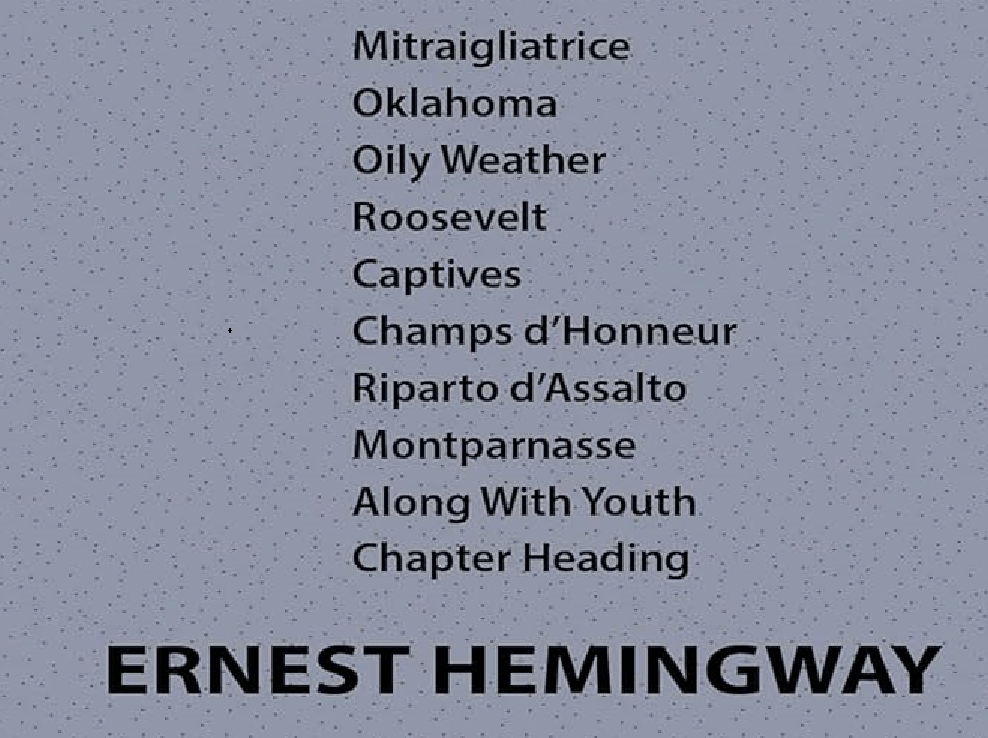 Mitraigliatrice
Oklahoma
Oily Weather
Roosevelt
Captives
Champs d’Honneur
Riparto d’Assalto
Montparnasse
Along With Youth
Chapter Heading
ERNEST HEMINGWAY